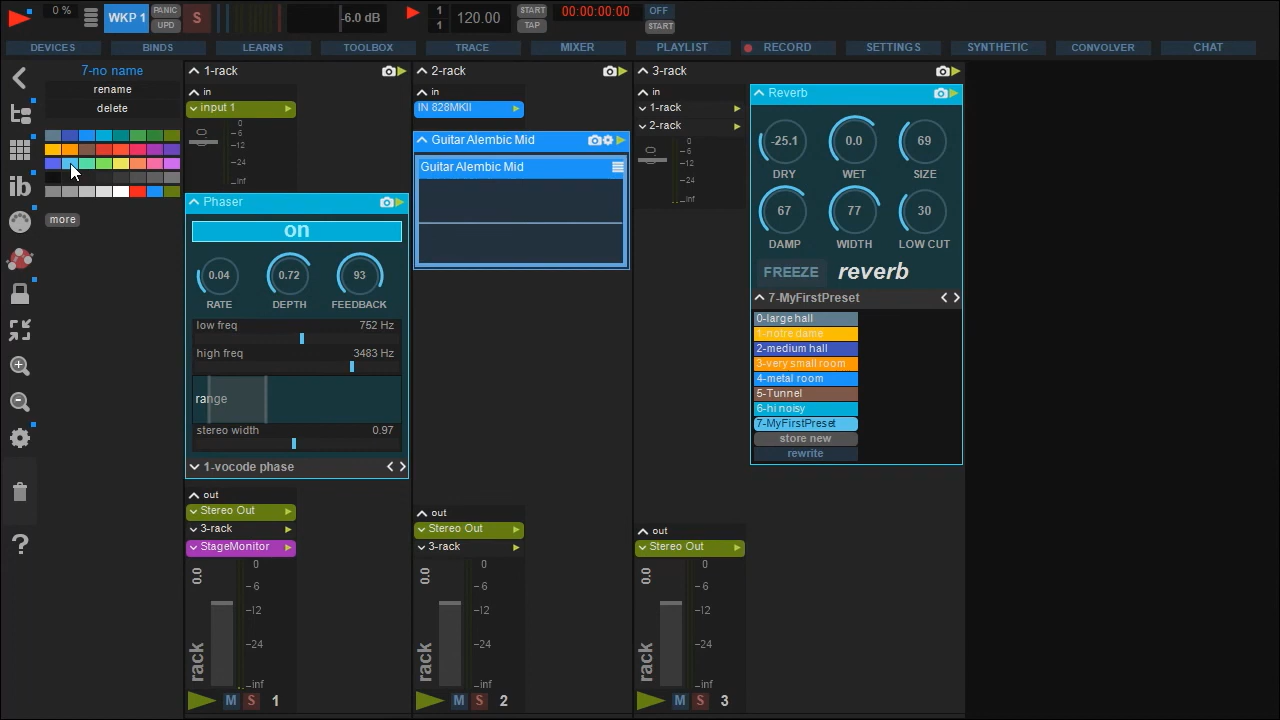 0 %
WKP 1
PANIC
UPD
S
-6.0 dB
1
1
120.00
START
TAP
00:00:00:00
OFF
START
DEVICES
BINDS
LEARNS
TOOLBOX
TRACE
MIXER
PLAYLIST
RECORD
SETTINGS
SYNTHETIC
CONVOLVER
CHAT
7-no name
rename
delete
more
ib
?
1-rack
in
input 1
0
-6
-12
-24
-inf
Phaser
on
0.04
0.72
93
RATE
DEPTH
FEEDBACK
low freq
752 Hz
high freq
3483 Hz
range
stereo width
0.97
1-vocode phase
out
Stereo Out
3-rack
StageMonitor
0.0
0
-6
-12
-24
-inf
rack
M
S
1
2-rack
in
IN 828MKII
Guitar Alembic Mid
Guitar Alembic Mid
out
Stereo Out
3-rack
0.0
0
-6
-12
-24
-inf
rack
M
S
2
3-rack
in
1-rack
2-rack
0
-6
-12
-24
-inf
Reverb
-25.1
0.0
69
DRY
WET
SIZE
67
77
30
DAMP
WIDTH
LOW CUT
FREEZE
reverb
7-MyFirstPreset
0-large hall
1-notre dame
2-medium hall
3-very small room
4-metal room
5-Tunnel
6-hi noisy
7-MyFirstPreset
store new
rewrite
out
Stereo Out
0.0
0
-6
-12
-24
-inf
rack
M
S
3